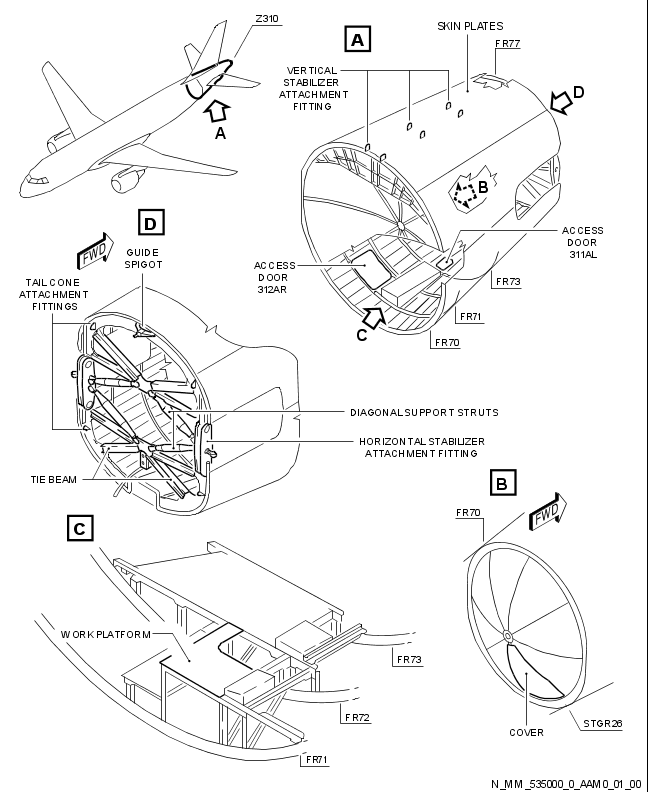 Z310
A
A
SKIN PLATES
FR77
VERTICAL
STABILIZER
ATTACHMENT
FITTING
D
B
ACCESS
DOOR
311AL
ACCESS
DOOR
312AR
FR73
FR71
FR70
C
D
FWD
GUIDE
SPIGOT
TAIL CONE
ATTACHMENT
FITTINGS
DIAGONAL SUPPORT STRUTS
HORIZONTAL STABILIZER
ATTACHMENT FITTING
TIE BEAM
B
FR70
FWD
COVER
STGR26
C
WORK PLATFORM
FR73
FR72
FR71
N_MM_535000_0_AAM0_01_00